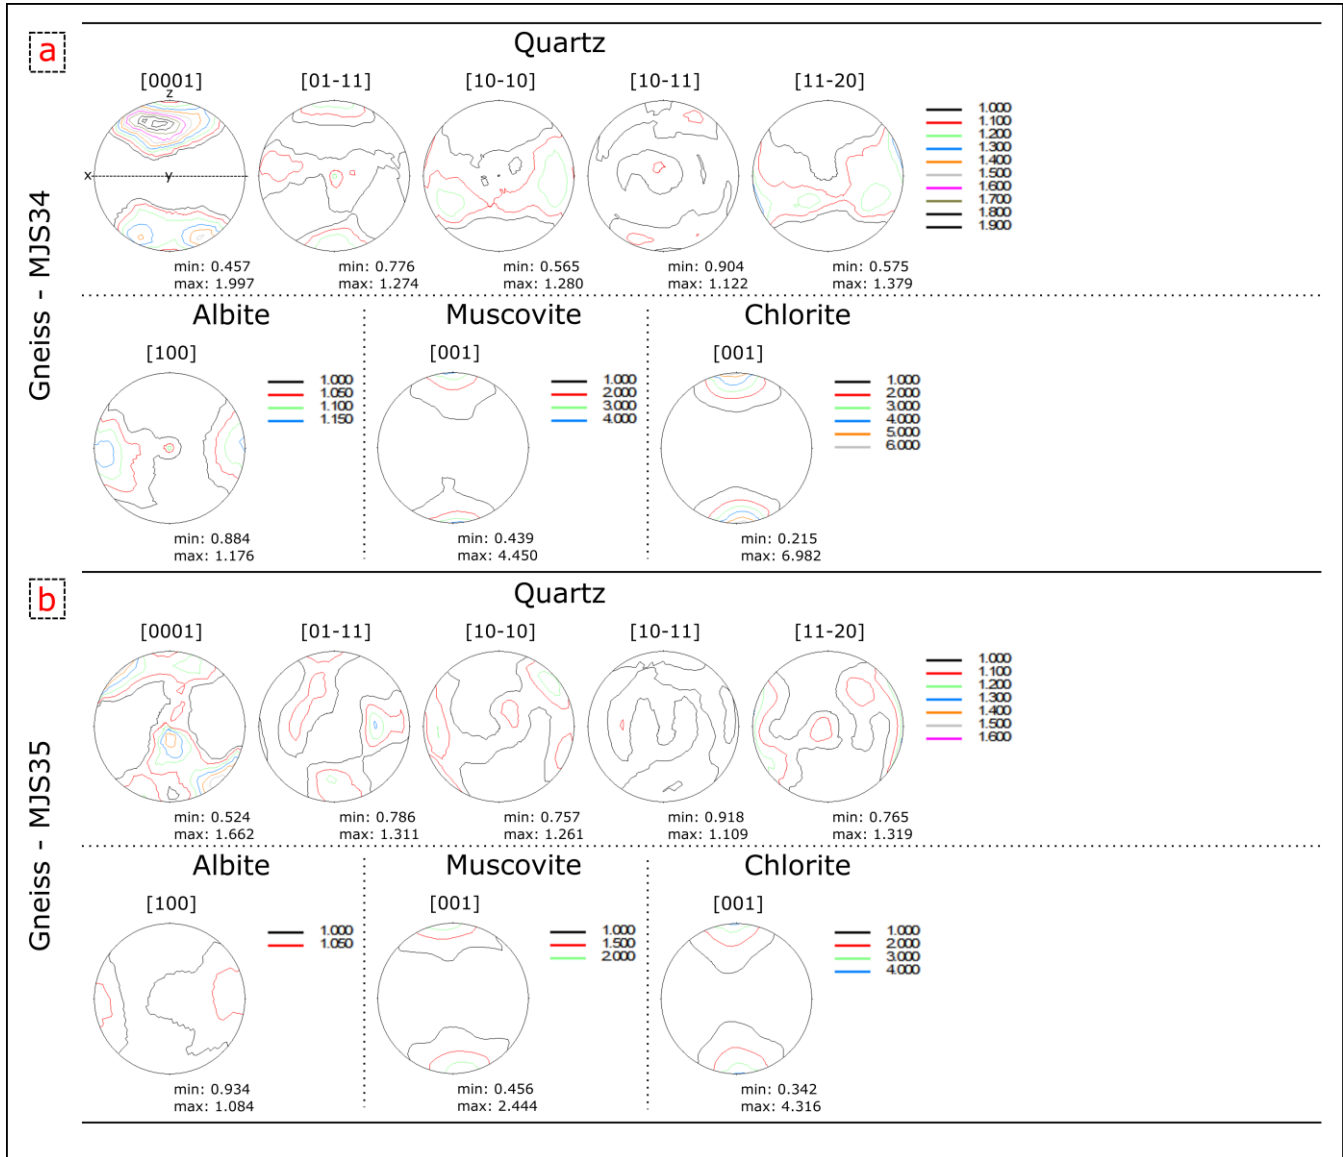 a
Gneiss - MJS34
Quartz
[0001] [01-11] [10-10] [10-11] [11-20]
z
x y
1.000
1.100
1.200
1.300
1.400
1.500
1.600
1.700
1.800
1.900
min: 0.457 min: 0.776 min: 0.565 min: 0.904 min: 0.575
max: 1.997 max: 1.274 max: 1.280 max: 1.122 max: 1.379
Albite Muscovite Chlorite
[100] [001] [001]
1.000 1.000 1.000
1.050 2.000 2.000
1.100 3.000 3.000
1.150 4.000 4.000
5.000
6.000
min: 0.884 min: 0.439 min: 0.215
max: 1.176 max: 4.450 max: 6.982
b
Gneiss - MJS35
Quartz
[0001] [01-11] [10-10] [10-11] [11-20]
1.000
1.100
1.200
1.300
1.400
1.500
1.600
min: 0.524 min: 0.786 min: 0.757 min: 0.918 min: 0.765
max: 1.662 max: 1.311 max: 1.261 max: 1.109 max: 1.319
Albite Muscovite Chlorite
[100] [001] [001]
1.000 1.000 1.000
1.050 1.500 2.000
2.000 3.000
4.000
min: 0.934 min: 0.456 min: 0.342
max: 1.084 max: 2.444 max: 4.316